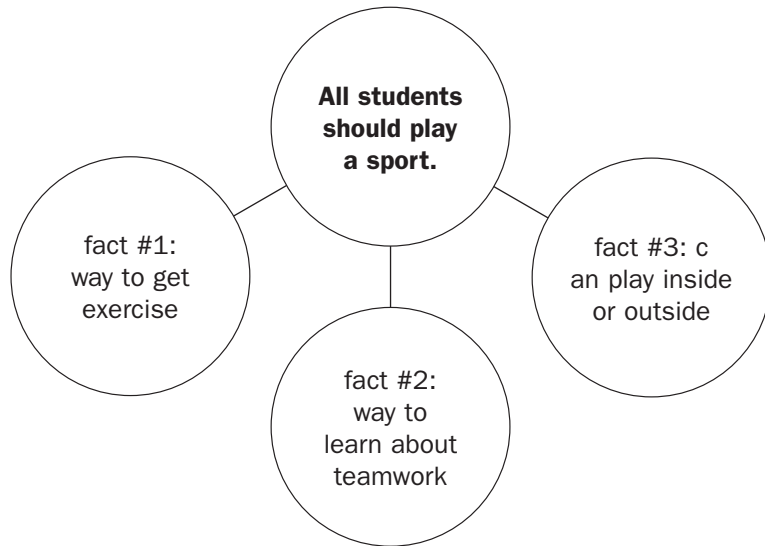 All students
should play
a sport.
fact #1:
way to get
exercise
fact #2:
way to
learn about
teamwork
fact #3: c
an play inside
or outside